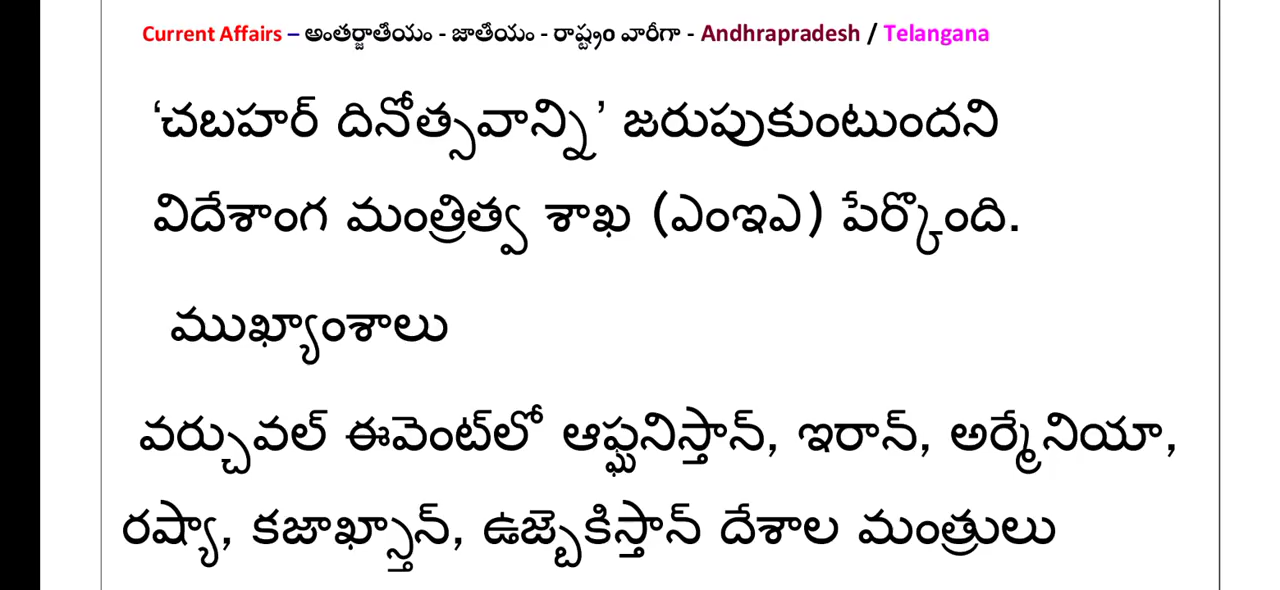 Current Affairs – అంతర్జాతీయం - జాతీయం - రాష్ట్రం వారీగా - Andhrapradesh / Telangana
‘చబహర్ దినోత్సవాన్ని’ జరుపుకుంటుందని
విదేశాంగ మంత్రిత్వ శాఖ (ఎంఇఎ) పేర్కొంది.
ముఖ్యాంశాలు
వర్చువల్ ఈవెంట్‌లో ఆఫ్ఘనిస్తాన్, ఇరాన్, అర్మేనియా,
రష్యా, కజాఖ్స్తాన్, ఉజ్బెకిస్తాన్ దేశాల మంత్రులు